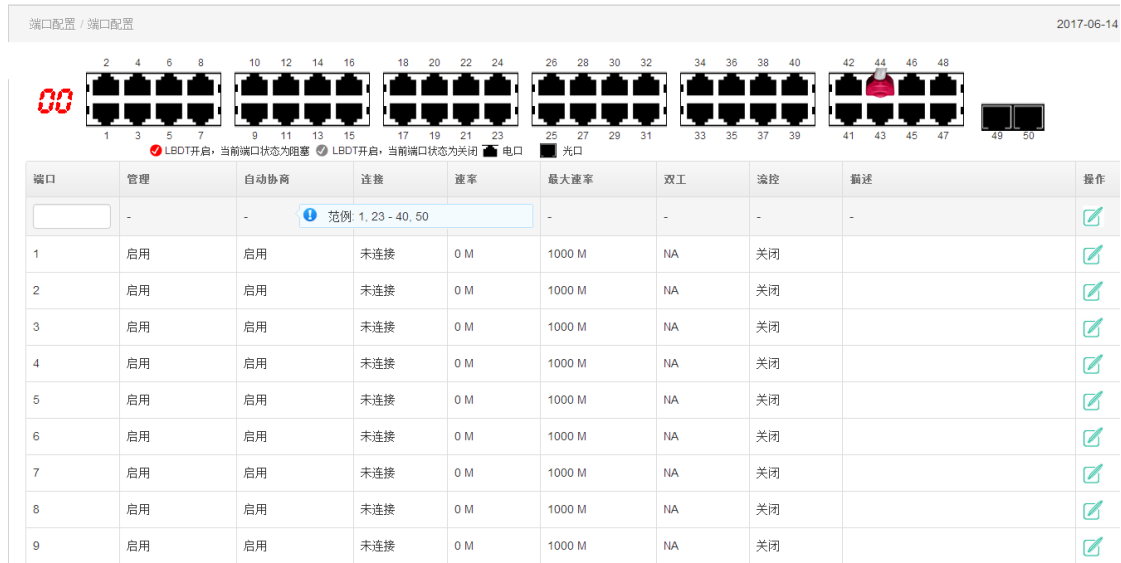 端口配置 / 端口配置 2017-06-14
2 4 6 8 10 12 14 16 18 20 22 24 26 28 30 32 34 36 38 40 42 44 46 48
00
1 3 5 7 9 11 13 15 17 19 21 23 25 27 29 31 33 35 37 39 41 43 45 47 49 50
LBDT开启，当前端口状态为阻塞 LBDT开启，当前端口状态为关闭 电口 光口
端口 管理 自动协商 连接 速率 最大速率 双工 流控 描述 操作
- - 范例: 1, 23 - 40, 50 - - - -
1 启用 启用 未连接 0 M 1000 M NA 关闭
2 启用 启用 未连接 0 M 1000 M NA 关闭
3 启用 启用 未连接 0 M 1000 M NA 关闭
4 启用 启用 未连接 0 M 1000 M NA 关闭
5 启用 启用 未连接 0 M 1000 M NA 关闭
6 启用 启用 未连接 0 M 1000 M NA 关闭
7 启用 启用 未连接 0 M 1000 M NA 关闭
8 启用 启用 未连接 0 M 1000 M NA 关闭
9 启用 启用 未连接 0 M 1000 M NA 关闭